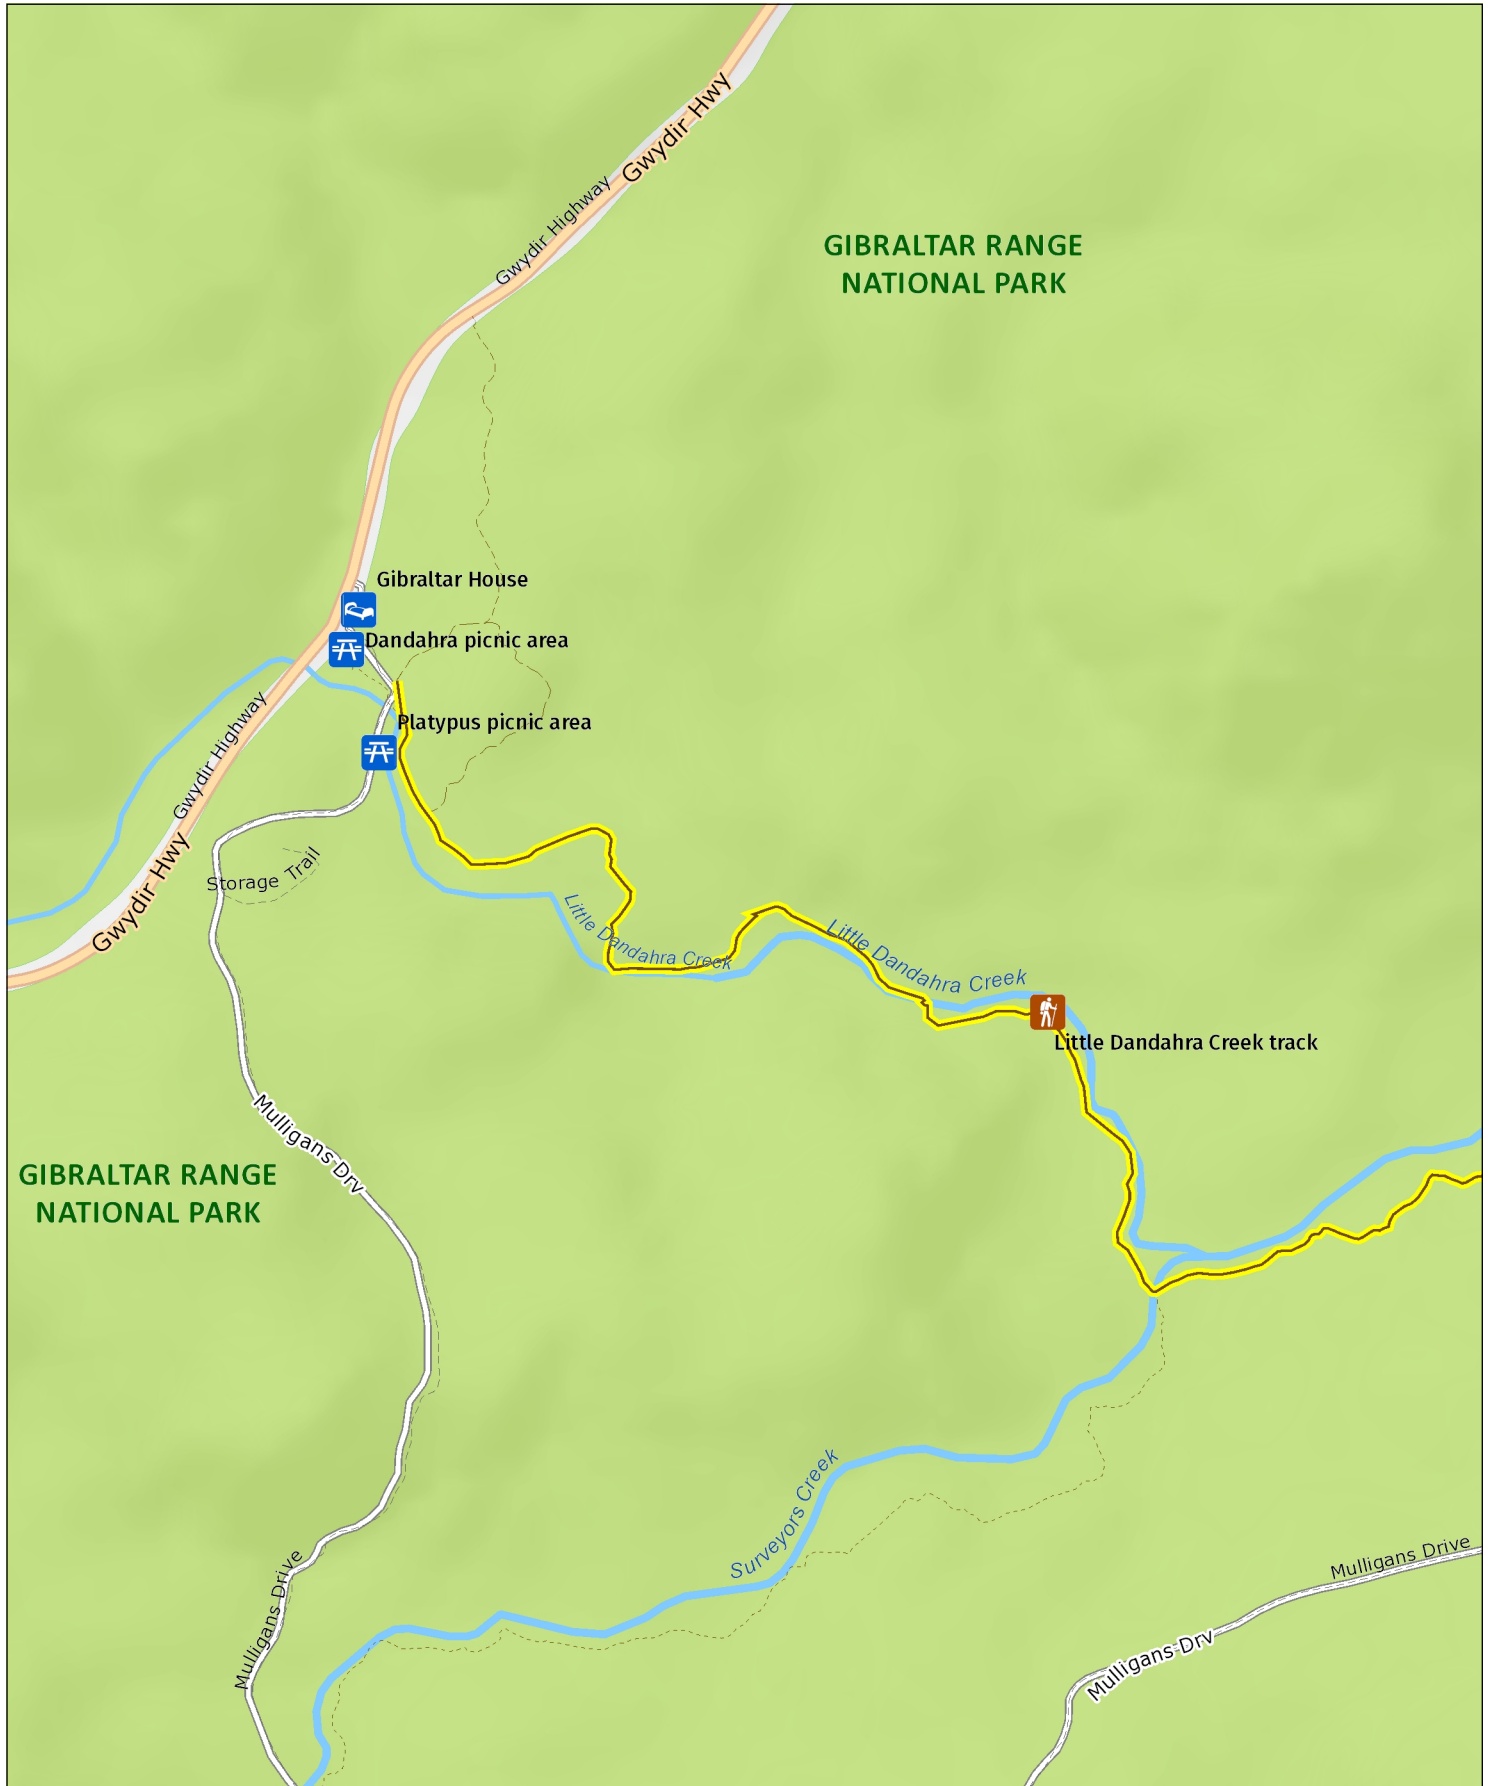 Gwydir Hwy
Gwydir Highway
GIBRALTAR RANGE
NATIONAL PARK
Gibraltar House
Dandahra picnic area
Platypus picnic area
Gwydir Highway
Gwydir Hwy
Storage Trail
Little Dandahra Creek
Little Dandahra Creek
Little Dandahra Creek track
Mulligans Drv
GIBRALTAR RANGE
NATIONAL PARK
Surveyors Creek
Mulligans Drive
Mulligans Drive
Mulligans Drv